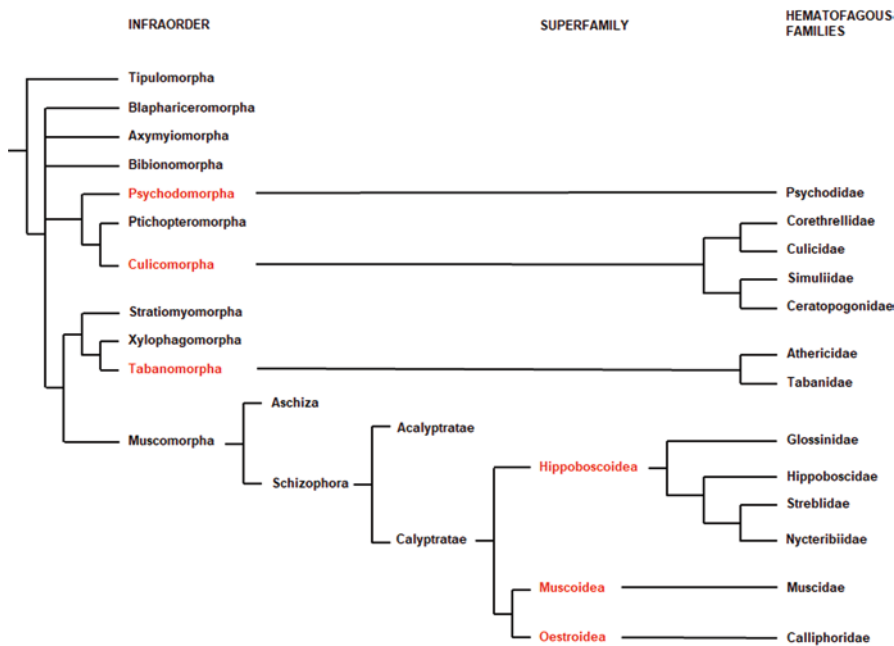 INFRAORDER
SUPERFAMILY
HEMATOFAGOUS
FAMILIES
Tipulomorpha
Blaphariceromorpha
Axymyiomorpha
Bibionomorpha
Psychodomorpha
Psychodidae
Ptichopteromorpha
Corethrellidae
Culicidae
Culicomorpha
Simuliidae
Ceratopogonidae
Stratiomyomorpha
Xylophagomorpha
Athericidae
Tabanomorpha
Tabanidae
Aschiza
Acalyptratae
Muscomorpha
Glossinidae
Hippoboscoidea
Schizophora
Hippoboscidae
Streblidae
Calyptratae
Nycteribiidae
Muscoidea
Muscidae
Oestroidea
Calliphoridae